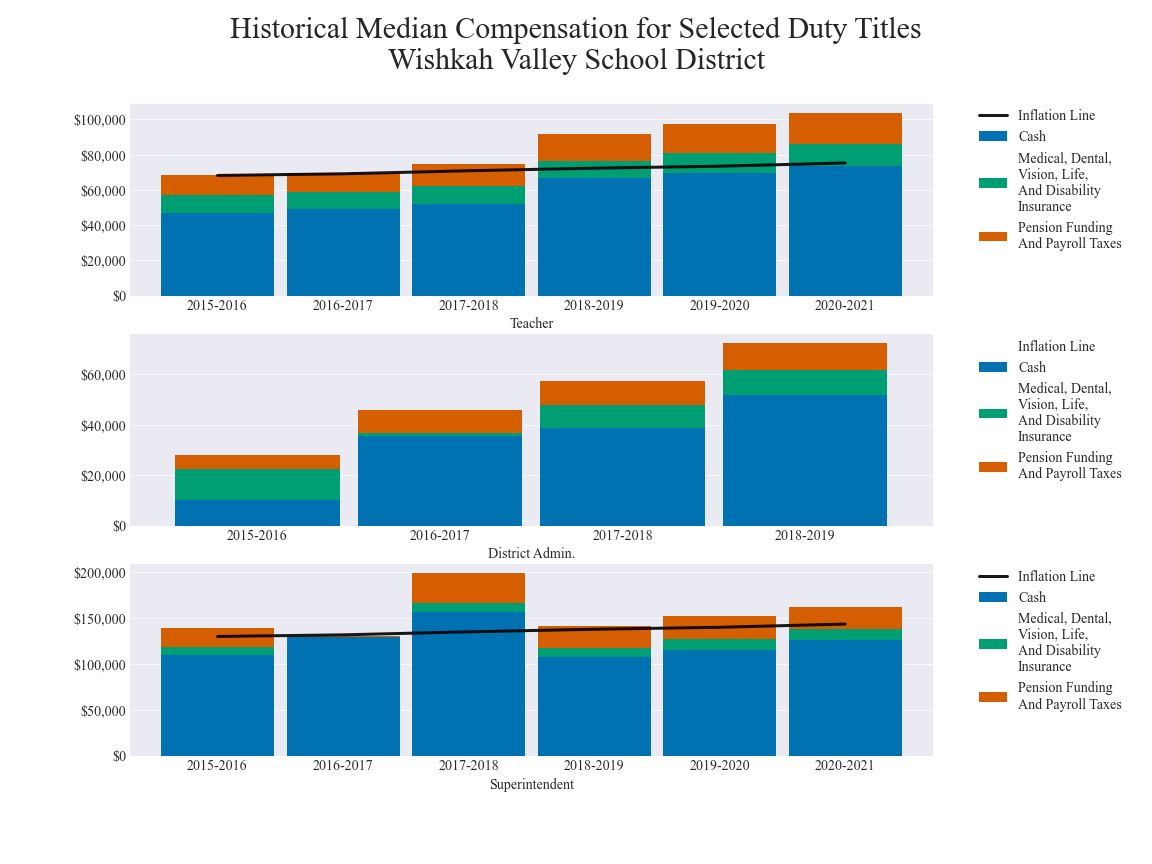 Historical Median Compensation for Selected Duty Titles
Wishkah Valley School District
$100,000
$80,000
$60,000
$40,000
$20,000
$0
2015-2016 2016-2017 2017-2018 2018-2019 2019-2020 2020-2021
Teacher
Inflation Line
Cash
Medical, Dental,
Vision, Life,
And Disability
Insurance
Pension Funding
And Payroll Taxes
$60,000
$40,000
$20,000
$0
2015-2016 2016-2017 2017-2018 2018-2019
District Admin.
Inflation Line
Cash
Medical, Dental,
Vision, Life,
And Disability
Insurance
Pension Funding
And Payroll Taxes
$200,000
$150,000
$100,000
$50,000
$0
2015-2016 2016-2017 2017-2018 2018-2019 2019-2020 2020-2021
Superintendent
Inflation Line
Cash
Medical, Dental,
Vision, Life,
And Disability
Insurance
Pension Funding
And Payroll Taxes